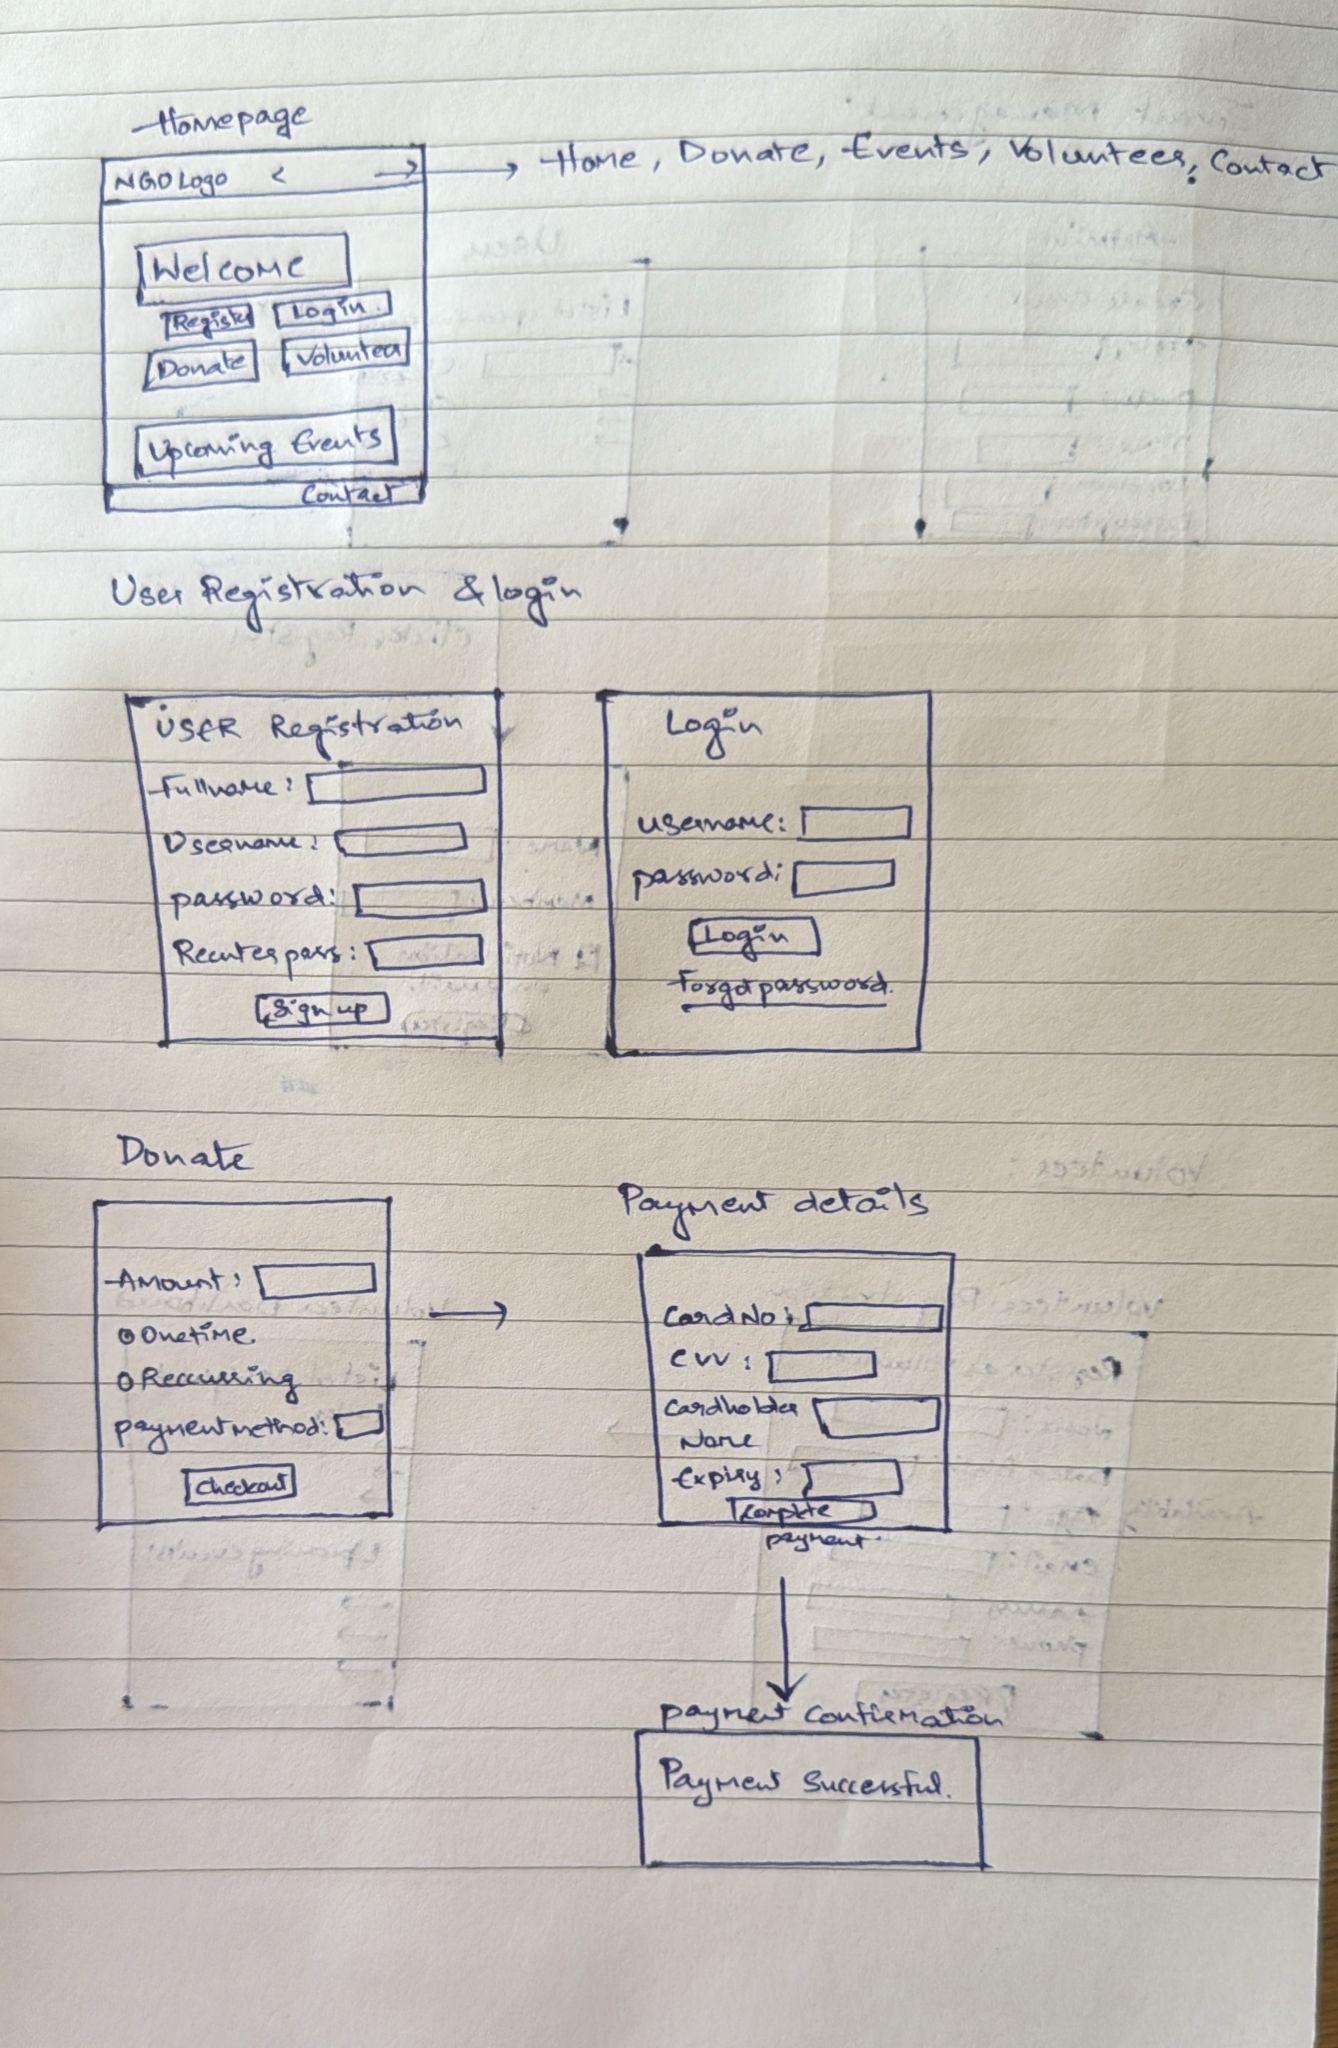 Homepage
NGO Logo < → → Home, Donate, Events, Volunteer, Contact
Welcome
Register Login.
Donate Volunteer
Upcoming Events
Contact
User Registration & login
USER Registration
Fullname:
Username:
password:
Reenter pass:
Sign up
Login
username:
password:
Login
Forgot password.
Donate
Amount:
Onetime.
Reccurring
payment method:
Checkout
Payment details
Card No:
CVV:
Cardholder
Name
Expiry:
Complete
payment.
payment confirmation
Payment Successful.